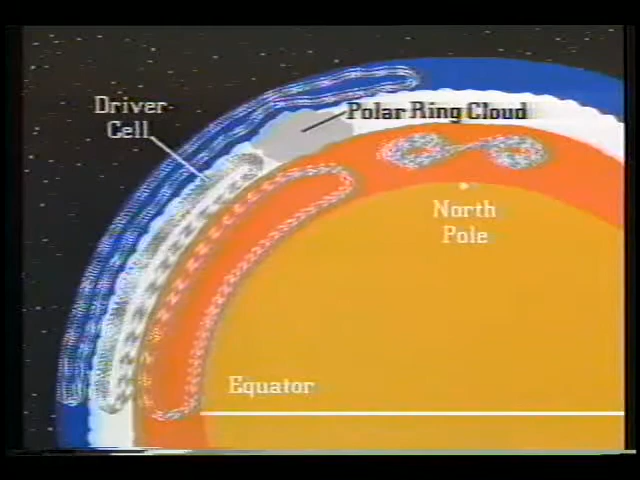 Driver
Cell
Polar Ring Cloud
North
Pole
Equator